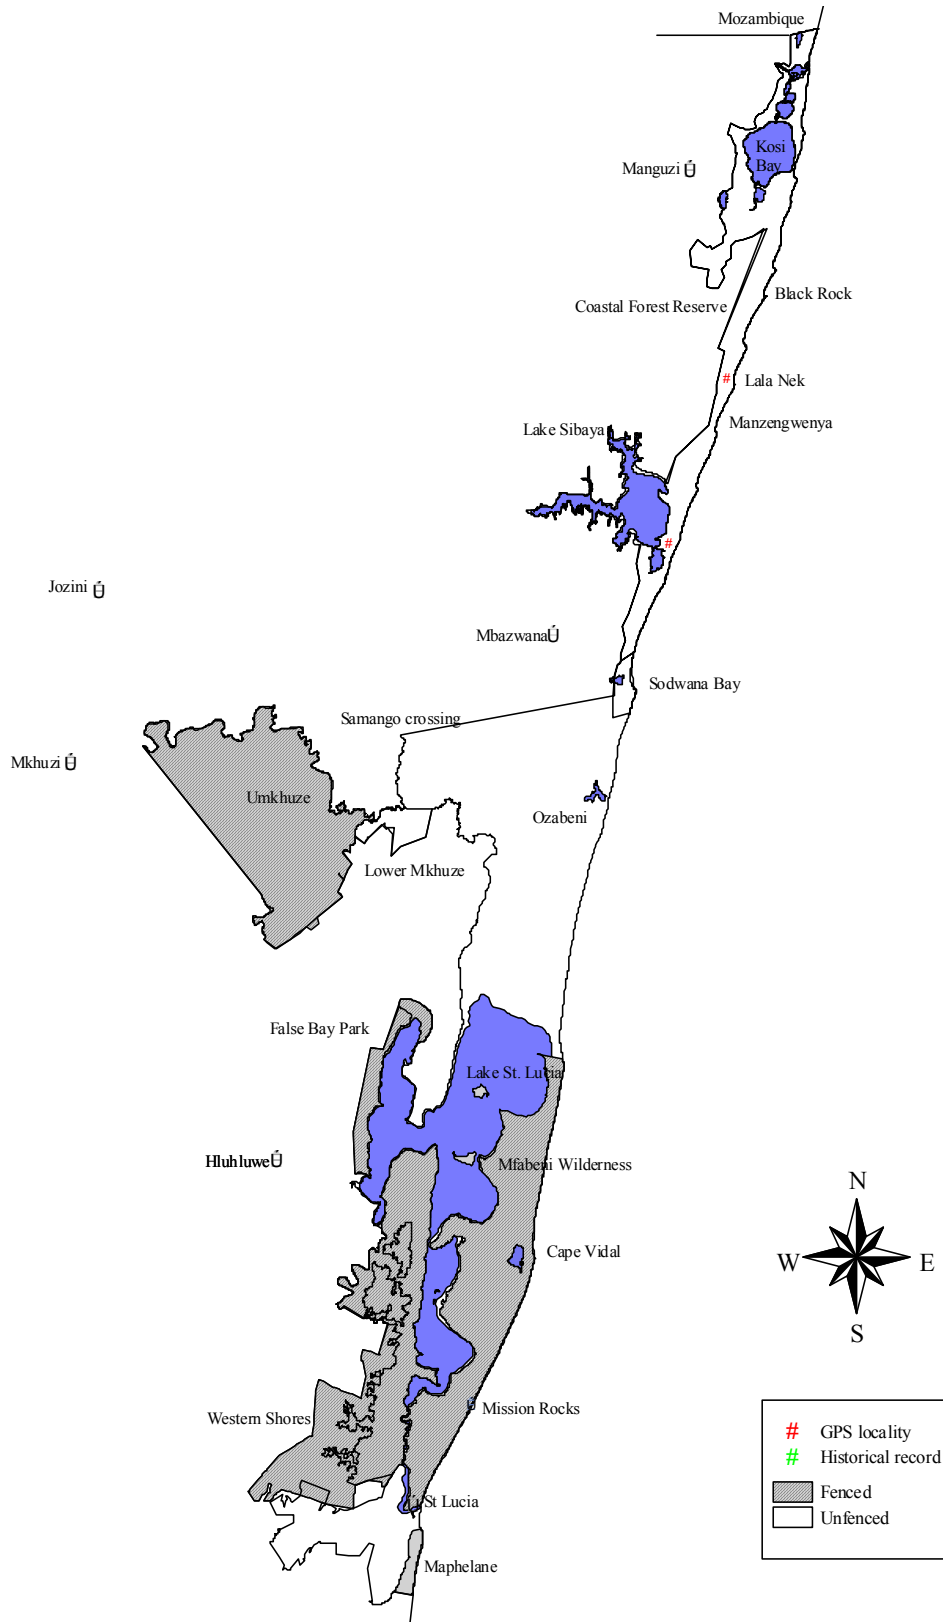 Mozambique
Kosi
Bay
Manguzi
Black Rock
Coastal Forest Reserve
# Lala Nek
Manzengwenya
Lake Sibaya
#
Jozini
Mbazwana
Sodwana Bay
Samango crossing
Mkhuzi
Umkhuze
Ozabeni
Lower Mkhuze
False Bay Park
Lake St. Lucia
Hluhluwe
Mfabeni Wilderness
N
Cape Vidal
W E
S
Mission Rocks
Western Shores
# GPS locality
# Historical record
Fenced
St Lucia
Unfenced
Maphelane